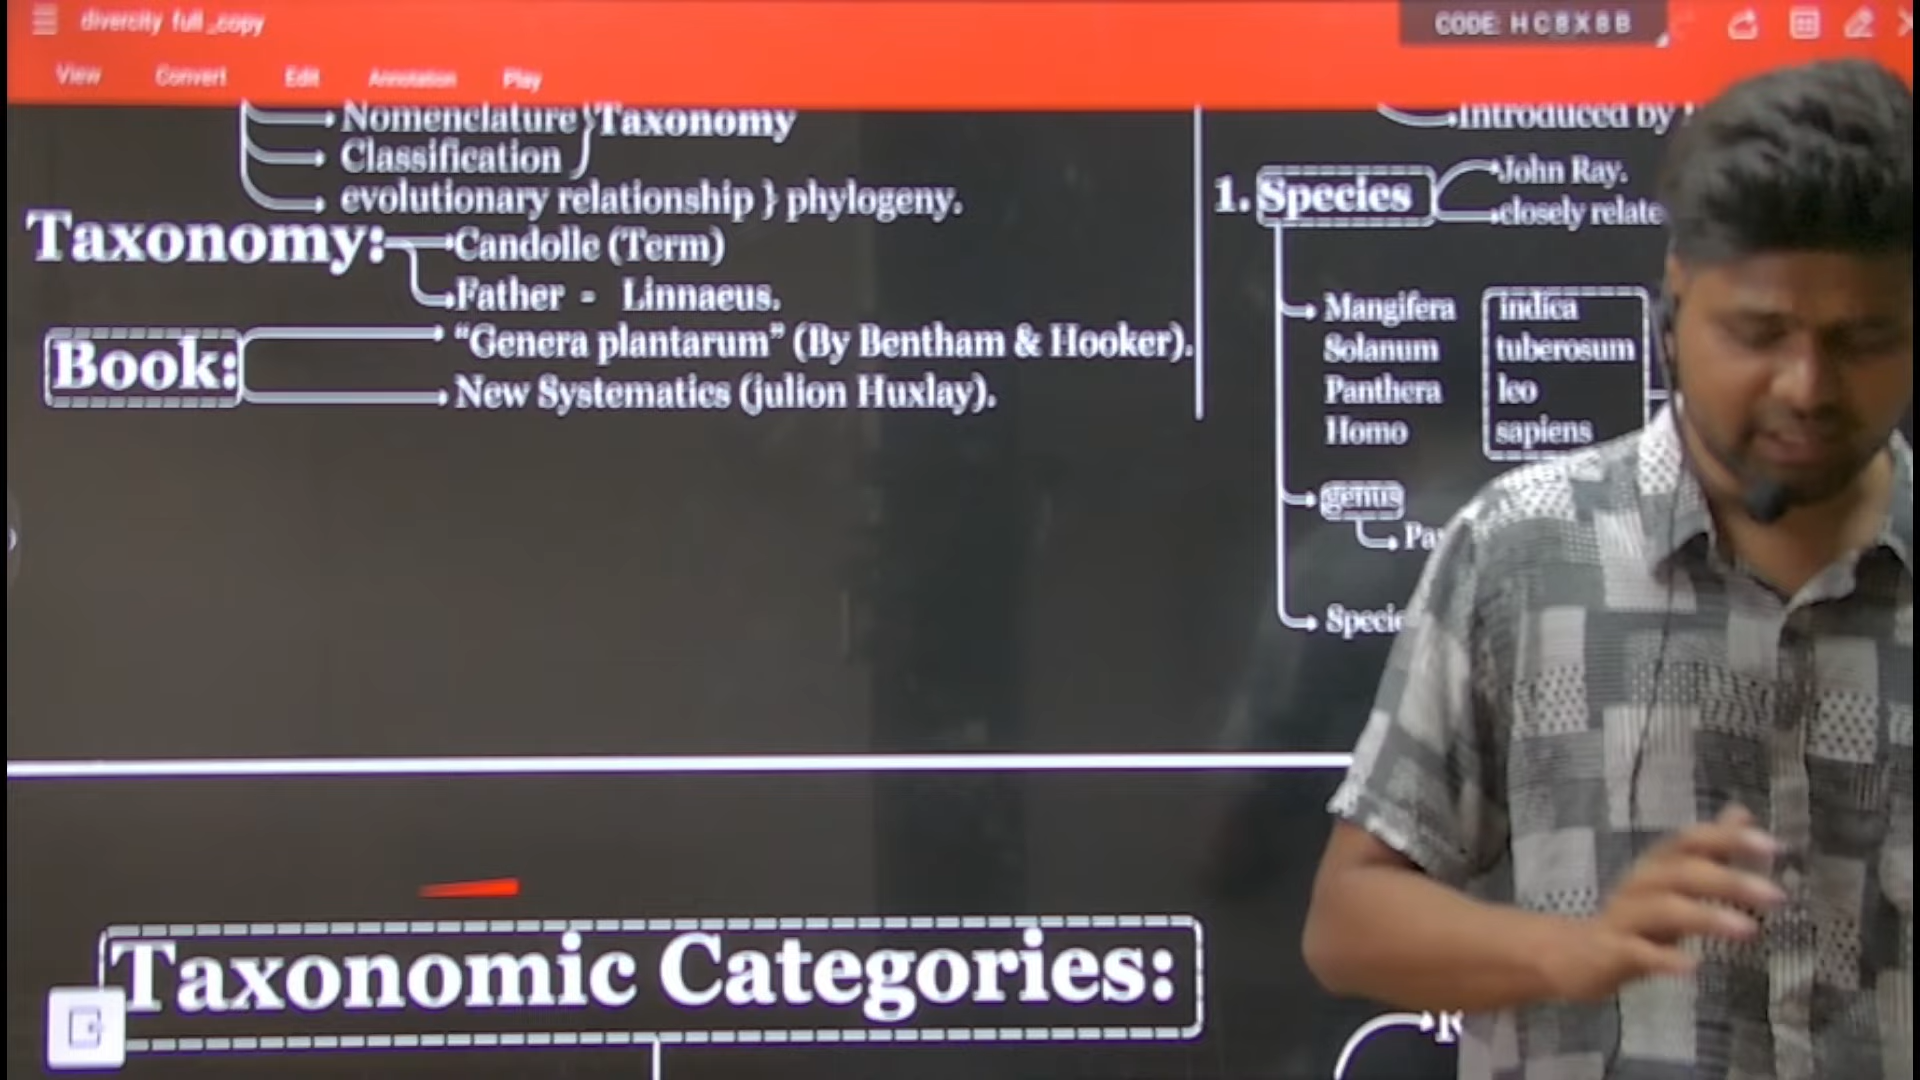 divercity full_copy
CODE: HC8X8B
View Convert Edit Annotation Play
Nomenclature } Taxonomy
Classification
evolutionary relationship } phylogeny.
Taxonomy:
Candolle (Term)
Father - Linnaeus.
Book:
“Genera plantarum” (By Bentham & Hooker).
New Systematics (julion Huxlay).
Introduced by
1. Species
John Ray.
closely relate
Mangifera indica
Solanum tuberosum
Panthera leo
Homo sapiens
genus
Taxonomic Categories: